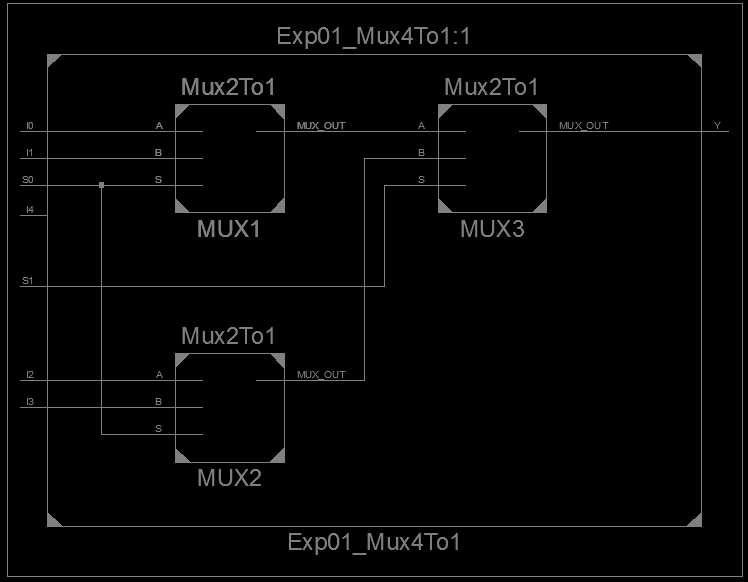 Exp01_Mux4To1:1
Mux2To1
Mux2To1
I0 A MUX_OUT A MUX_OUT Y
I1 B B
S0 S S
I4
MUX1
MUX3
S1
Mux2To1
I2 A MUX_OUT
I3 B
S
MUX2
Exp01_Mux4To1